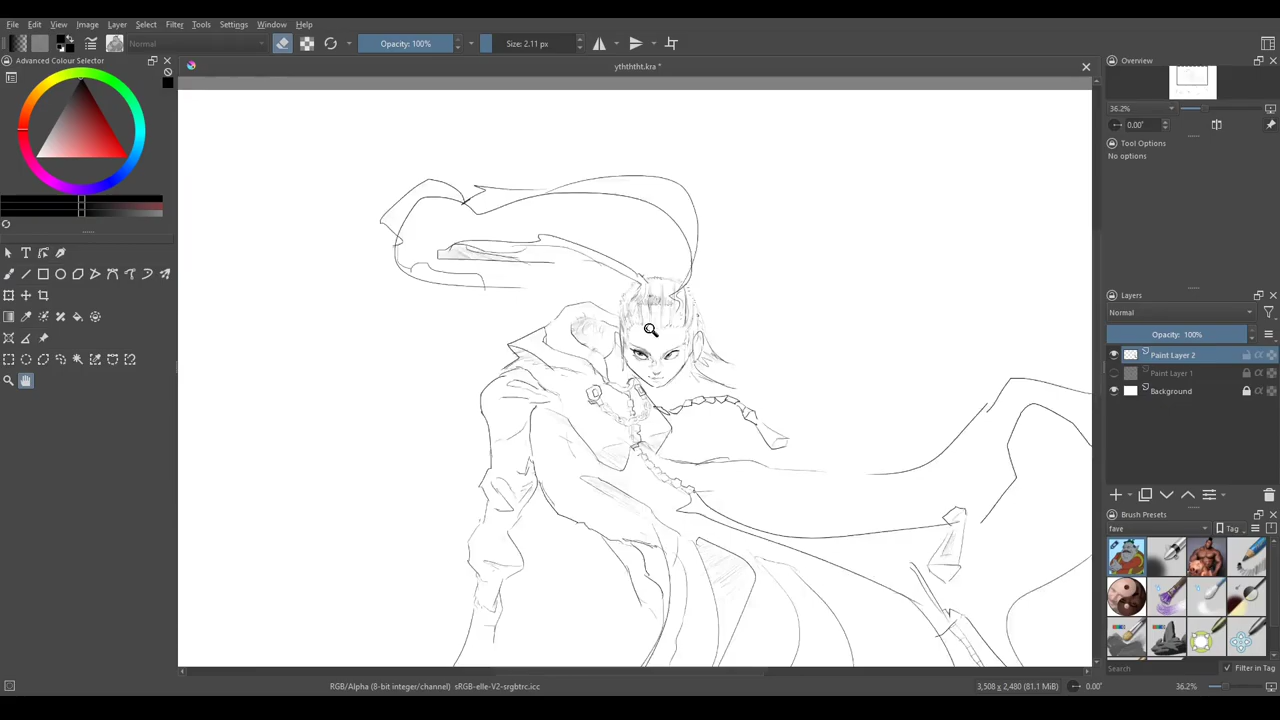 File Edit View Image Layer Select Filter Tools Settings Window Help
Normal Opacity: 100% Size: 2.11 px
Advanced Colour Selector
ythththt.kra *
Overview
36.2%
0.00°
Tool Options
No options
Layers
Normal
Opacity: 100%
Paint Layer 2
Paint Layer 1
Background
Brush Presets
fave Tag
Search Filter in Tag
RGB/Alpha (8-bit integer/channel) sRGB-elle-V2-srgbtrc.icc 3,508 x 2,480 (81.1 MiB) 0.00° 36.2%